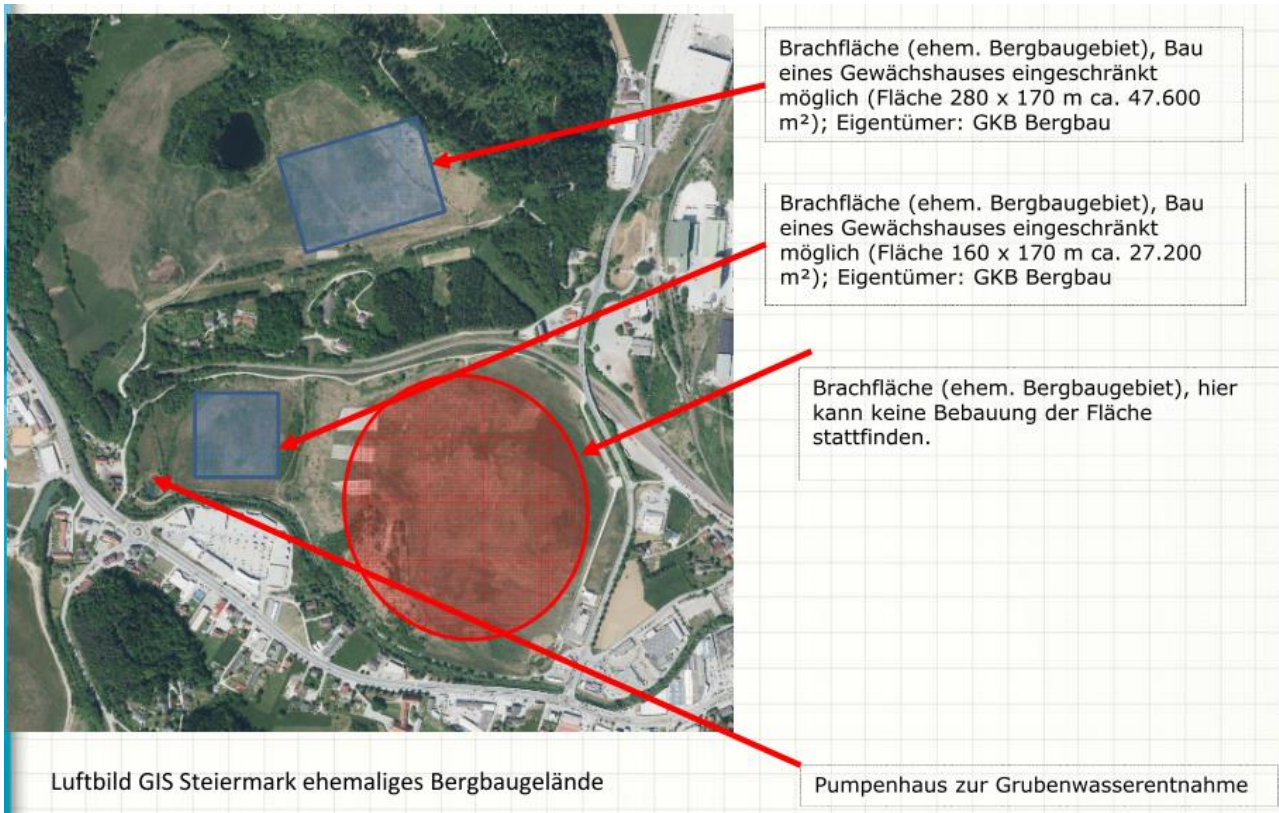 Brachfläche (ehem. Bergbaugebiet), Bau
eines Gewächshauses eingeschränkt
möglich (Fläche 280 x 170 m ca. 47.600
m²); Eigentümer: GKB Bergbau
Brachfläche (ehem. Bergbaugebiet), Bau
eines Gewächshauses eingeschränkt
möglich (Fläche 160 x 170 m ca. 27.200
m²); Eigentümer: GKB Bergbau
Brachfläche (ehem. Bergbaugebiet), hier
kann keine Bebauung der Fläche
stattfinden.
Luftbild GIS Steiermark ehemaliges Bergbaugelände
Pumpenhaus zur Grubenwasserentnahme